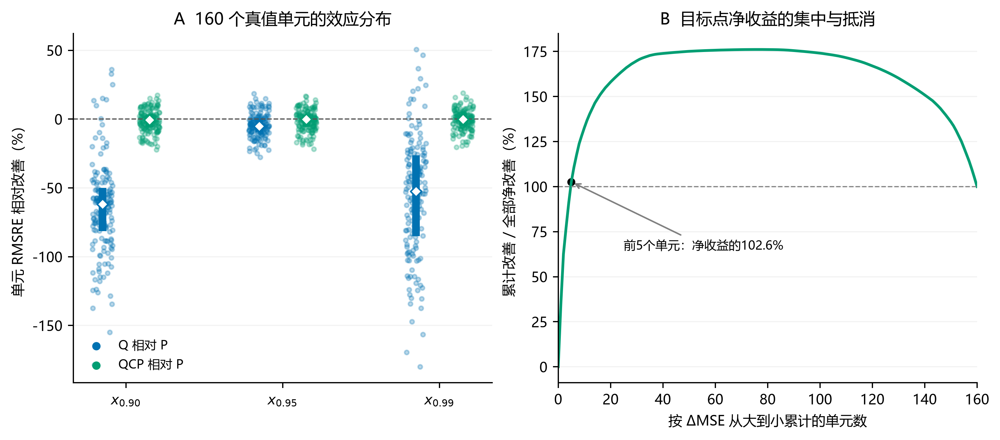 A 160 个真值单元的效应分布
单元 RMSRE 相对改善（%）
50
0
-50
-100
-150
Q 相对 P
QCP 相对 P
x0.90
x0.95
x0.99
B 目标点净收益的集中与抵消
累计改善 / 全部净改善（%）
175
150
125
100
75
50
25
0
前5个单元：净收益的102.6%
0 20 40 60 80 100 120 140 160
按 ΔMSE 从大到小累计的单元数